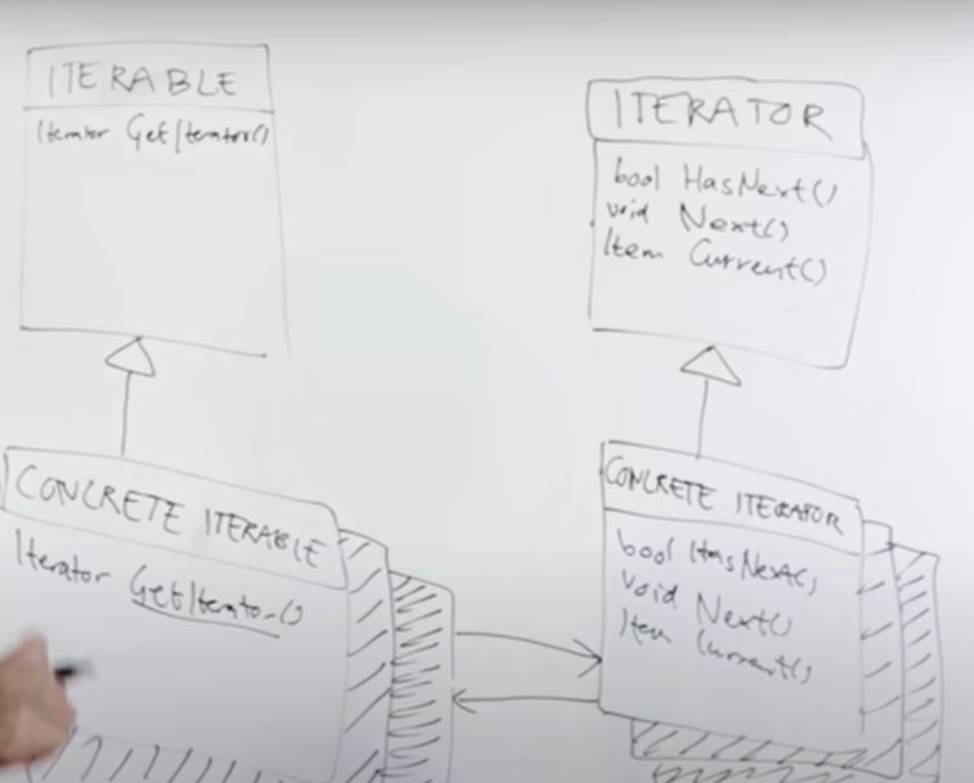 ITERABLE
Iterator GetIterator()
ITERATOR
bool HasNext()
void Next()
Item Current()
CONCRETE ITERABLE
Iterator GetIterator()
CONCRETE ITERATOR
bool HasNext()
void Next()
Item Current()